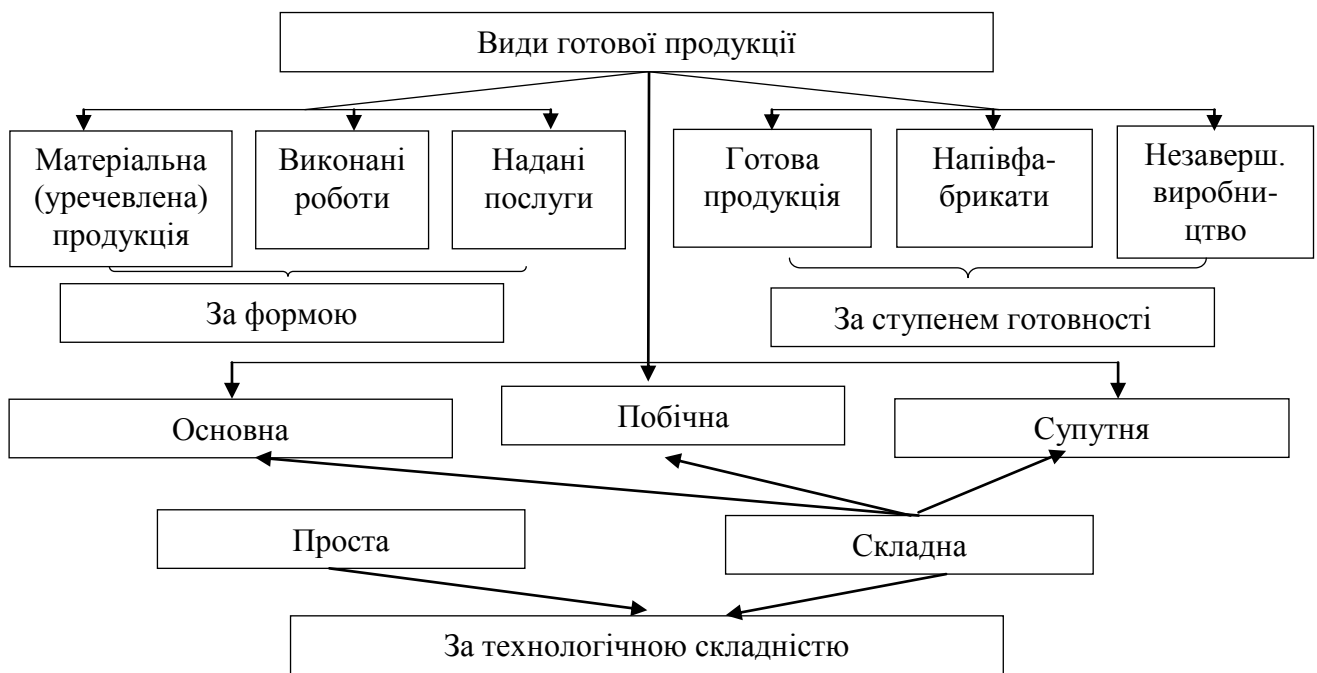 Види готової продукції
Матеріальна
(уречевлена)
продукція
Виконані
роботи
Надані
послуги
Готова
продукція
Напівфа-
брикати
Незаверш.
виробни-
цтво
За формою
За ступенем готовності
Основна
Побічна
Супутня
Проста
Складна
За технологічною складністю